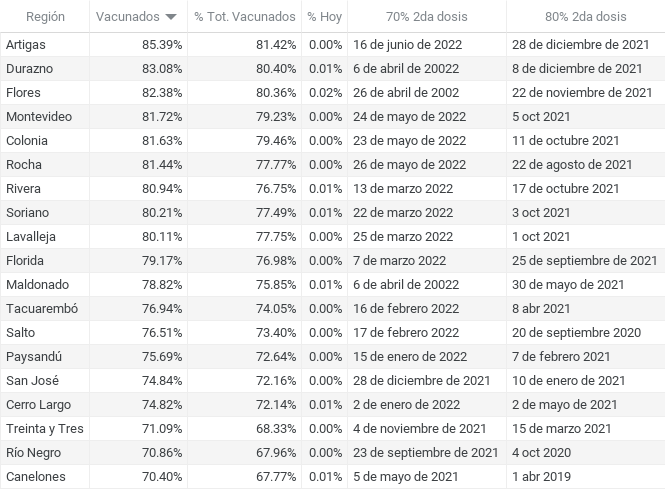 Región Vacunados % Tot. Vacunados % Hoy 70% 2da dosis 80% 2da dosis
Artigas 85.39% 81.42% 0.00% 16 de junio de 2022 28 de diciembre de 2021
Durazno 83.08% 80.40% 0.01% 6 de abril de 20022 8 de diciembre de 2021
Flores 82.38% 80.36% 0.02% 26 de abril de 2002 22 de noviembre de 2021
Montevideo 81.72% 79.23% 0.00% 24 de mayo de 2022 5 oct 2021
Colonia 81.63% 79.46% 0.00% 23 de mayo de 2022 11 de octubre 2021
Rocha 81.44% 77.77% 0.00% 26 de mayo de 2022 22 de agosto de 2021
Rivera 80.94% 76.75% 0.01% 13 de marzo 2022 17 de octubre 2021
Soriano 80.21% 77.49% 0.01% 22 de marzo 2022 3 oct 2021
Lavalleja 80.11% 77.75% 0.00% 25 de marzo 2022 1 oct 2021
Florida 79.17% 76.98% 0.00% 7 de marzo 2022 25 de septiembre de 2021
Maldonado 78.82% 75.85% 0.01% 6 de abril de 20022 30 de mayo de 2021
Tacuarembó 76.94% 74.05% 0.00% 16 de febrero 2022 8 abr 2021
Salto 76.51% 73.40% 0.00% 17 de febrero 2022 20 de septiembre 2020
Paysandú 75.69% 72.64% 0.00% 15 de enero de 2022 7 de febrero 2021
San José 74.84% 72.16% 0.00% 28 de diciembre de 2021 10 de enero de 2021
Cerro Largo 74.82% 72.14% 0.01% 2 de enero de 2022 2 de mayo de 2021
Treinta y Tres 71.09% 68.33% 0.00% 4 de noviembre de 2021 15 de marzo 2021
Río Negro 70.86% 67.96% 0.00% 23 de septiembre de 2021 4 oct 2020
Canelones 70.40% 67.77% 0.01% 5 de mayo de 2021 1 abr 2019